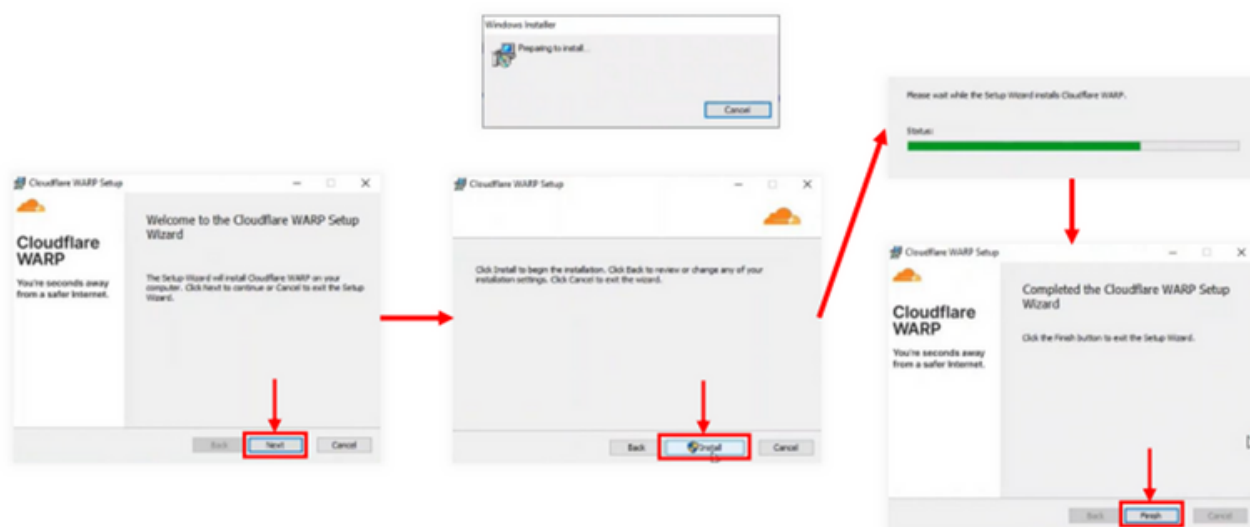 Windows Installer
Preparing to install...
Cancel
Cloudflare WARP Setup
Cloudflare
WARP
You're seconds away
from a safer Internet.
Welcome to the Cloudflare WARP Setup
Wizard
The Setup Wizard will install Cloudflare WARP on your
computer. Click Next to continue or Cancel to exit the Setup
Wizard.
Back
Next
Cancel
Cloudflare WARP Setup
Click Install to begin the installation. Click Back to review or change any of your
installation settings. Click Cancel to exit the wizard.
Back
Install
Cancel
Please wait while the Setup Wizard installs Cloudflare WARP.
Status:
Cloudflare WARP Setup
Cloudflare
WARP
You're seconds away
from a safer Internet.
Completed the Cloudflare WARP Setup
Wizard
Click the Finish button to exit the Setup Wizard.
Back
Finish
Cancel